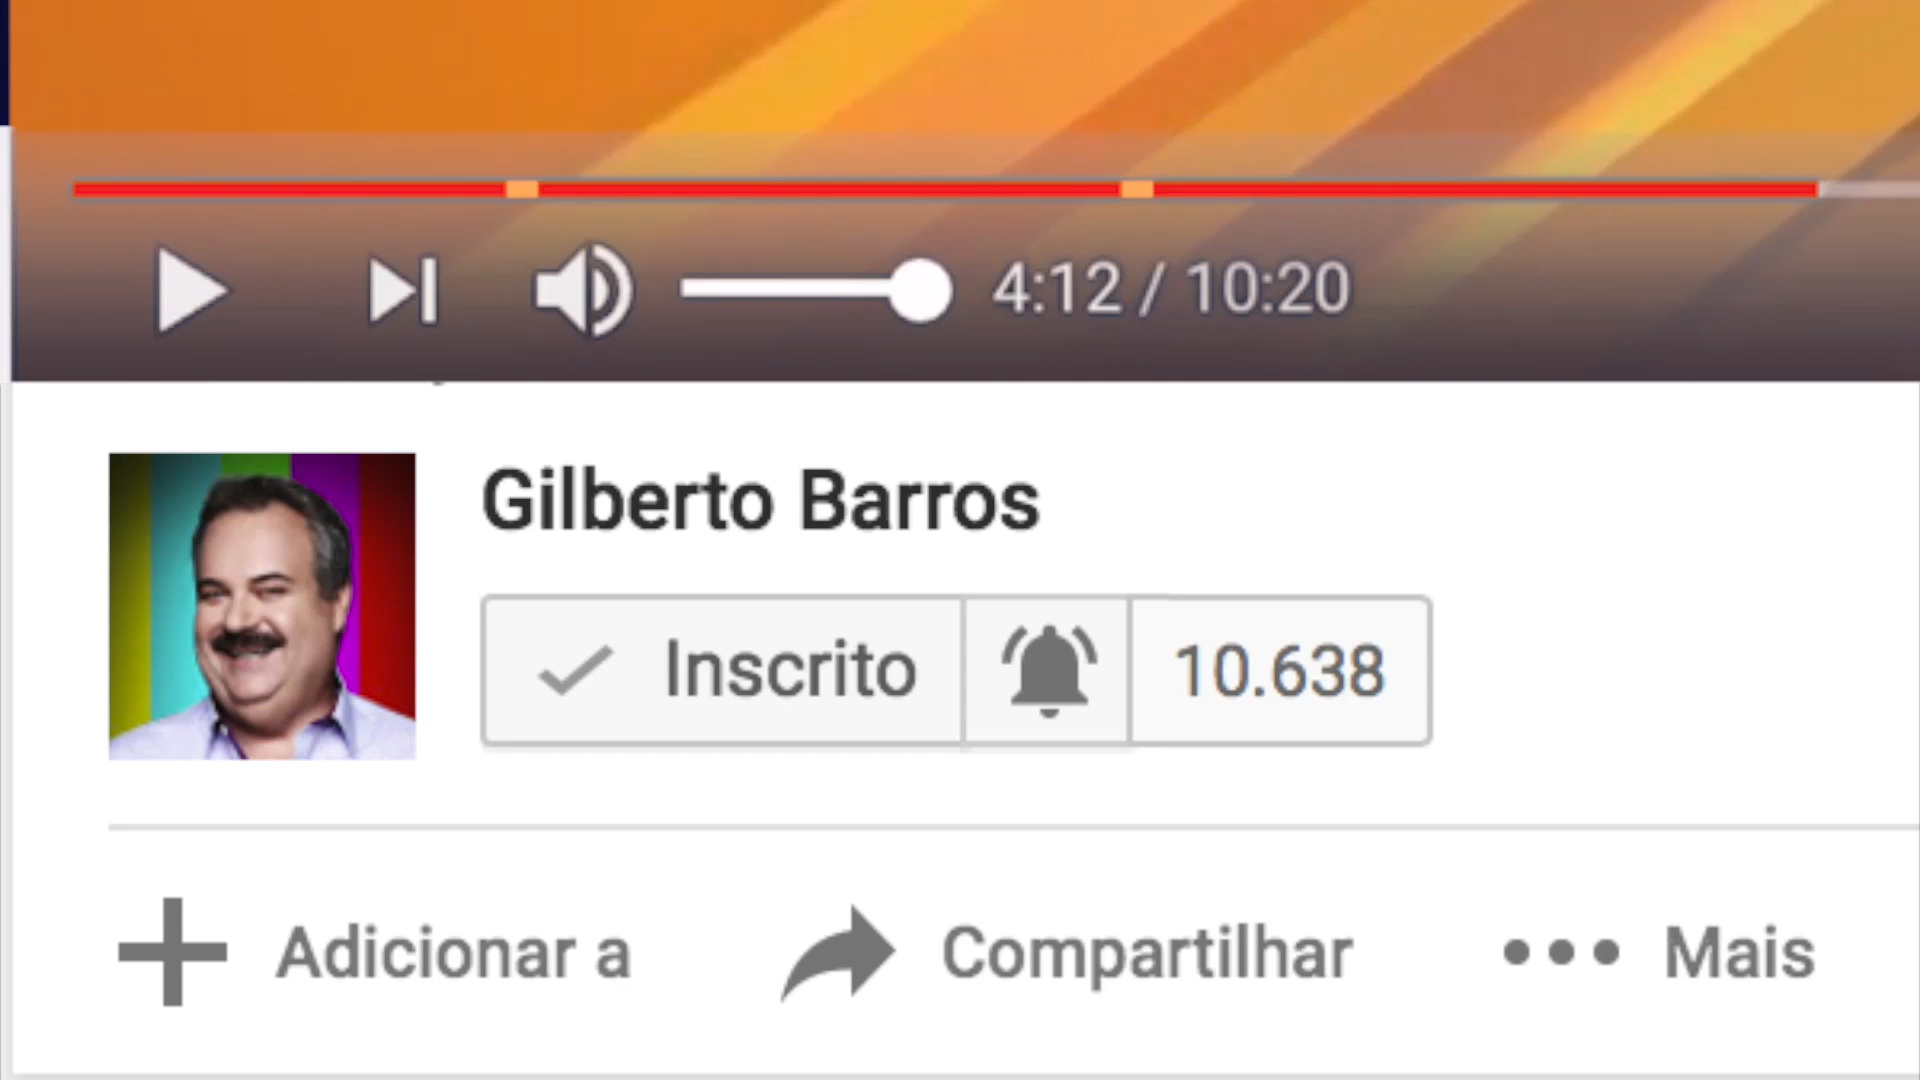 4:12 / 10:20
Gilberto Barros
Inscrito 10.638
Adicionar a Compartilhar Mais